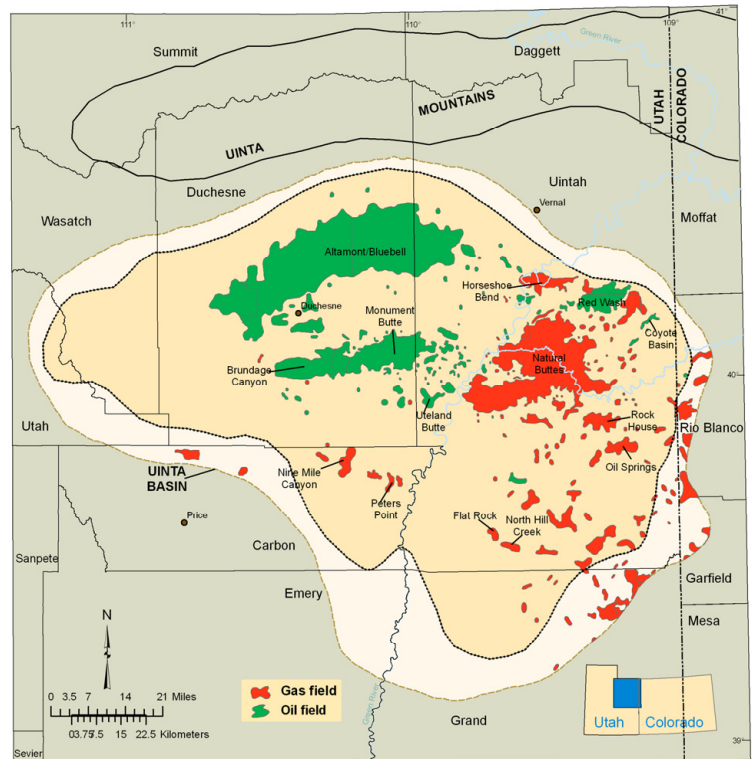 111°
110°
109°
41°
Summit
Daggett
Green River
UTAH
COLORADO
MOUNTAINS
UINTA
Duchesne
Uintah
Wasatch
Vernal
Moffat
Altamont/Bluebell
Horseshoe
Bend
Red Wash
Duchesne
Monument
Butte
Coyote
Basin
Natural
Buttes
Brundage
Canyon
40°
Uteland
Butte
Rock
House
Utah
Rio Blanco
UINTA
BASIN
Nine Mile
Canyon
Oil Springs
Peters
Point
Flat Rock
North Hill
Creek
Price
Carbon
Sanpete
Emery
Garfield
Mesa
N
0 3.5 7 14 21 Miles
0 3.75 7.5 15 22.5 Kilometers
Gas field
Oil field
Green River
Grand
Utah
Colorado
39°
Sevier